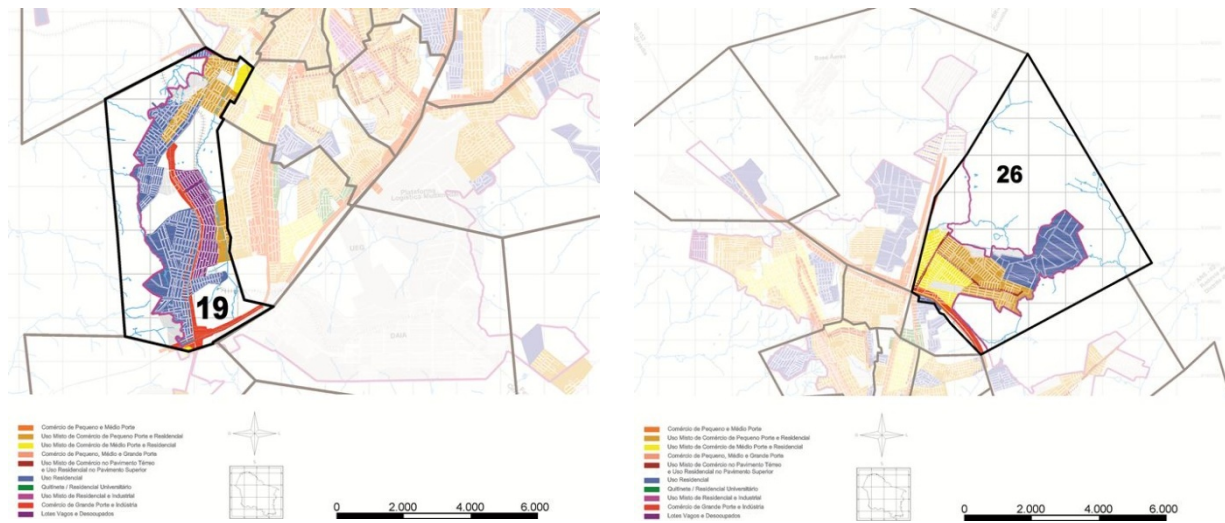 19
Plataforma
Logística Multimodal
DAIA
Comércio de Pequeno e Médio Porte
Uso Misto de Comércio de Pequeno Porte e Residencial
Uso Misto de Comércio de Médio Porte e Residencial
Comércio de Pequeno, Médio e Grande Porte
Uso Misto de Comércio no Pavimento Térreo
e Uso Residencial no Pavimento Superior
Uso Residencial
Quitinete / Residencial Universitário
Uso Misto de Residencial e Industrial
Comércio de Grande Porte e Indústria
Lotes Vagos e Desocupados
0 2.000 4.000 6.000
26
Comércio de Pequeno e Médio Porte
Uso Misto de Comércio de Pequeno Porte e Residencial
Uso Misto de Comércio de Médio Porte e Residencial
Comércio de Pequeno, Médio e Grande Porte
Uso Misto de Comércio no Pavimento Térreo
e Uso Residencial no Pavimento Superior
Uso Residencial
Quitinete / Residencial Universitário
Uso Misto de Residencial e Industrial
Comércio de Grande Porte e Indústria
Lotes Vagos e Desocupados
0 2.000 4.000 6.000